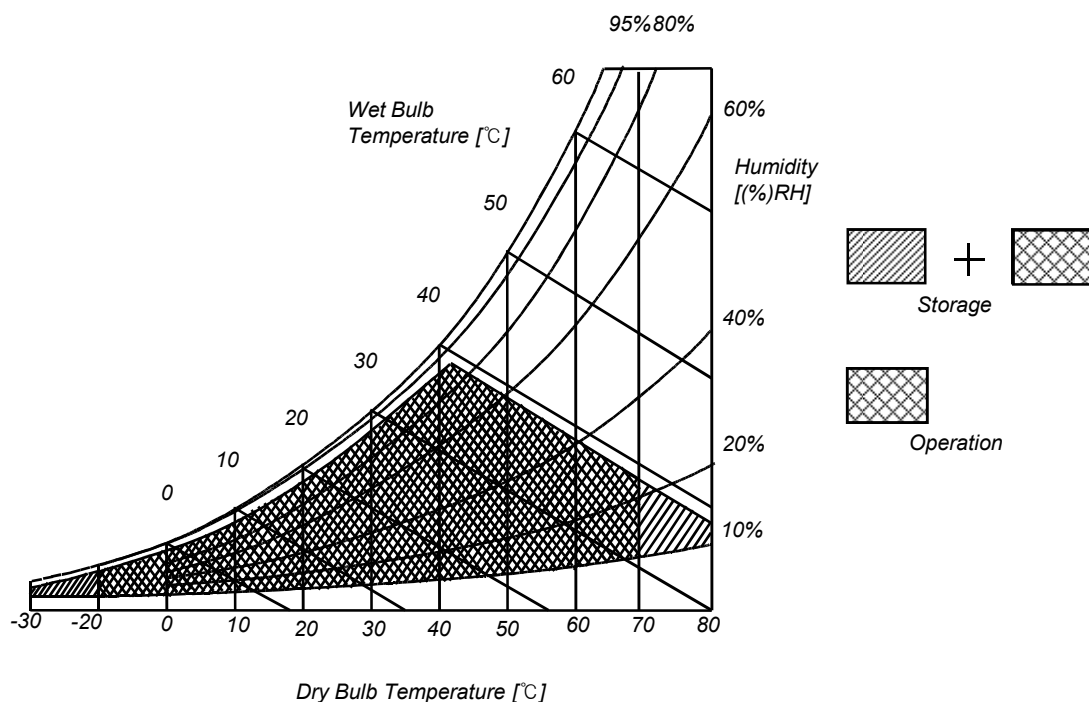 95%80%
60
Wet Bulb
Temperature [℃]
60%
Humidity
[(%)RH]
50
40
Storage
40%
30
20
Operation
20%
10
0
10%
-30 -20 0 10 20 30 40 50 60 70 80
Dry Bulb Temperature [℃]